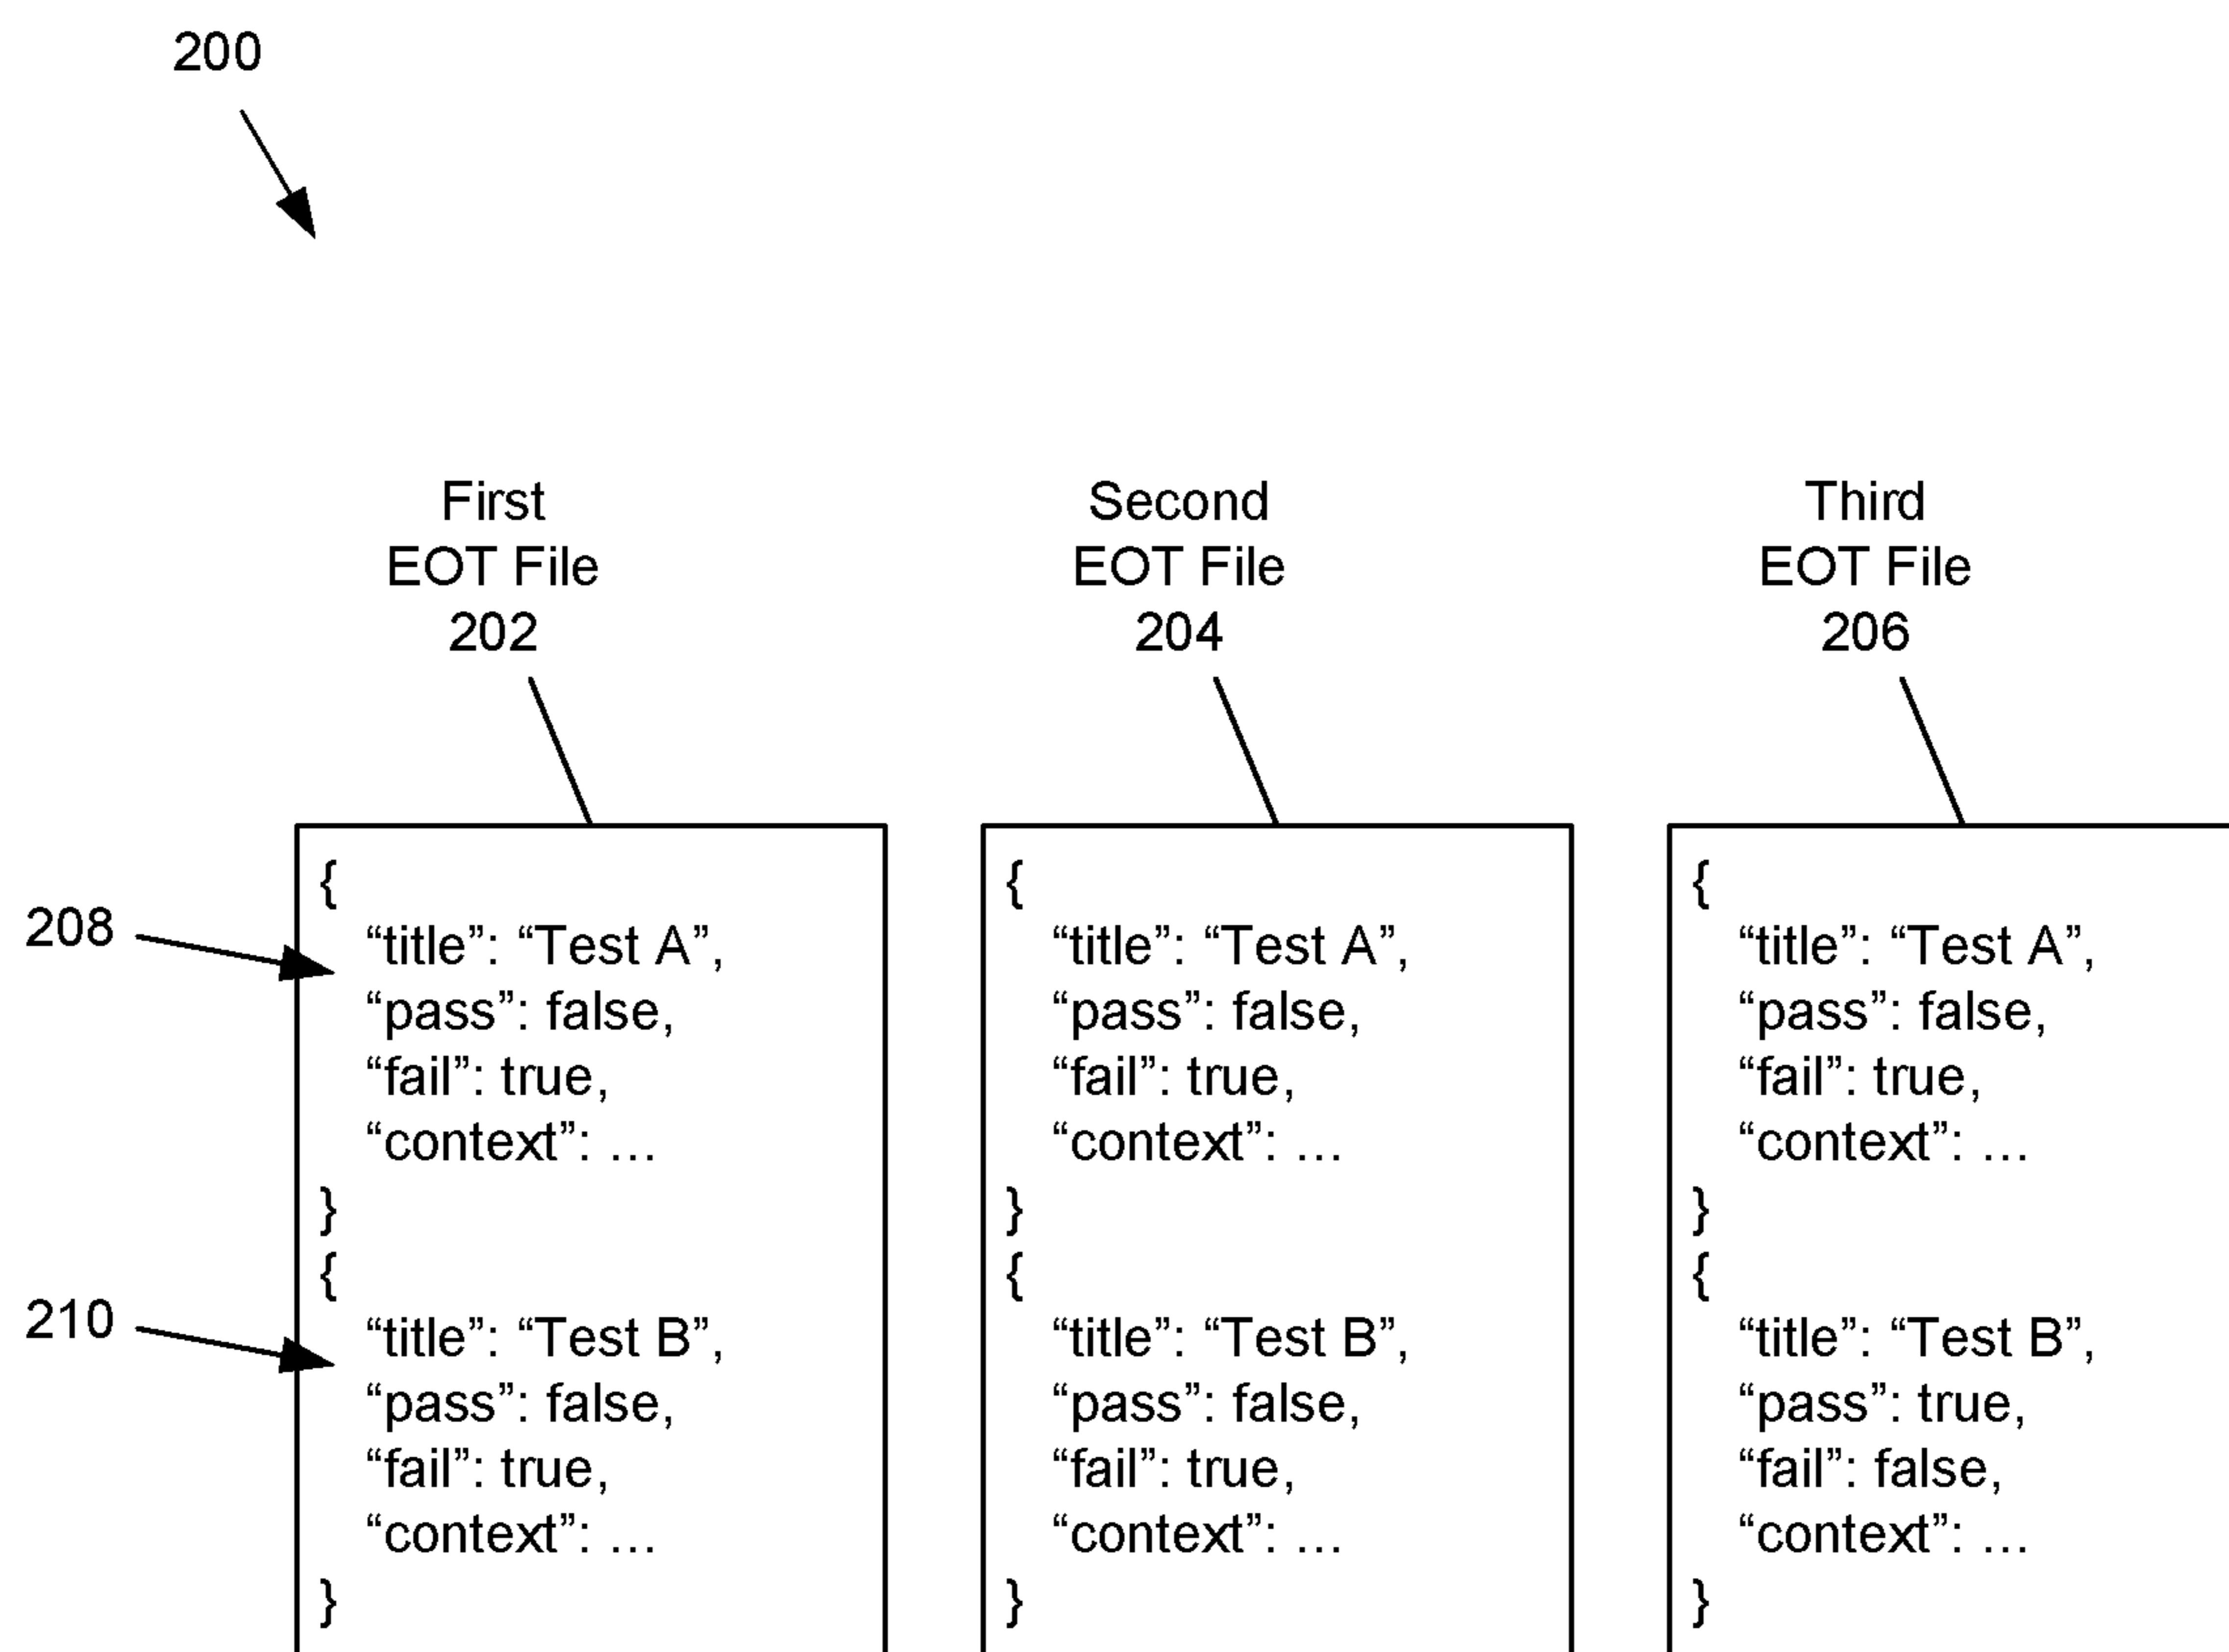 200
First
EOT File
202
Second
EOT File
204
Third
EOT File
206
208
210
{
“title”: “Test A”,
“pass”: false,
“fail”: true,
“context”: ...
}
{
“title”: “Test B”,
“pass”: false,
“fail”: true,
“context”: ...
}
{
“title”: “Test A”,
“pass”: false,
“fail”: true,
“context”: ...
}
{
“title”: “Test B”,
“pass”: false,
“fail”: true,
“context”: ...
}
{
“title”: “Test A”,
“pass”: false,
“fail”: true,
“context”: ...
}
{
“title”: “Test B”,
“pass”: true,
“fail”: false,
“context”: ...
}